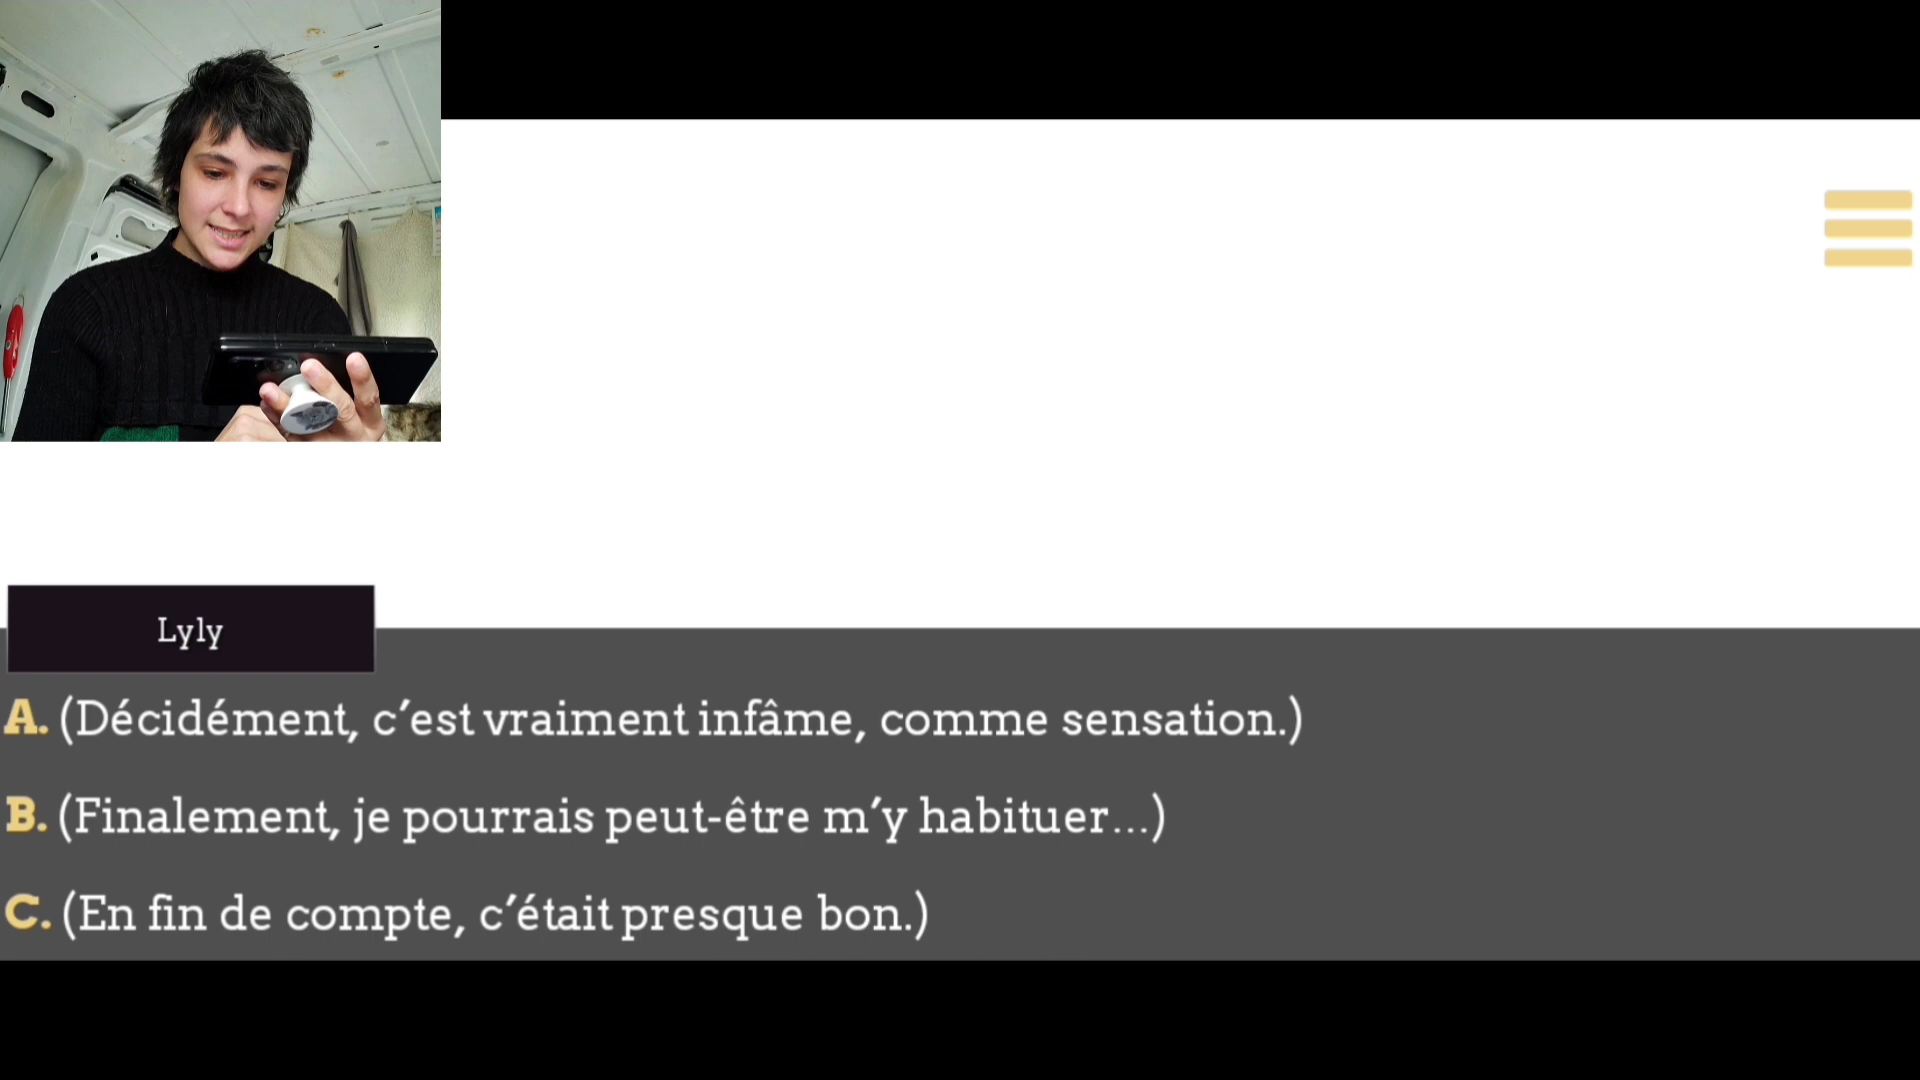 Lyly
A. (Décidément, c’est vraiment infâme, comme sensation.)
B. (Finalement, je pourrais peut-être m’y habituer...)
C. (En fin de compte, c’était presque bon.)